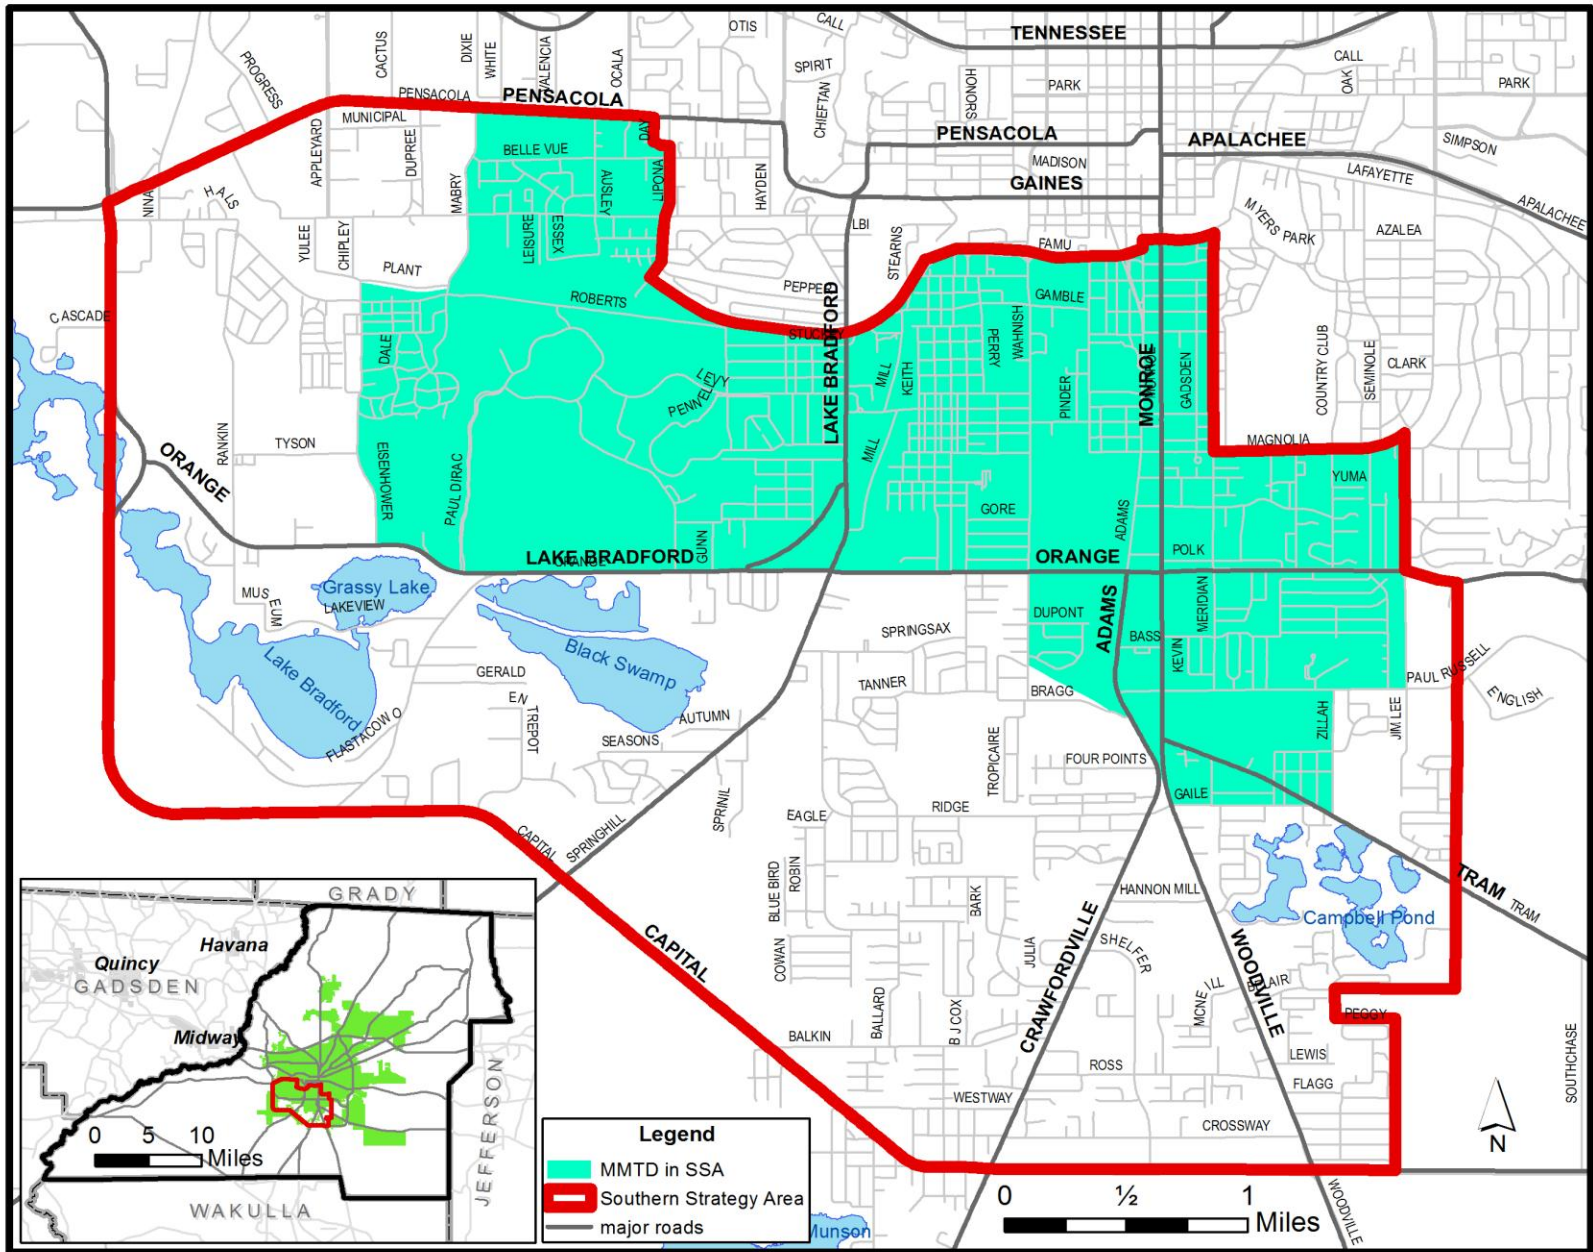 OTIS
CALL
TENNESSEE
CACTUS
DIXIE
WHITE
VALENCIA
OCALA
PROGRESS
SPIRIT
CALL
OAK
PARK
PARK
HONORS
CHIEFTAN
PENSACOLA
PENSACOLA
MUNICIPAL
DAY
PENSACOLA
APALACHEE
SIMPSON
APPLEYARD
DUPREE
BELLE VUE
MADISON
LAFAYETTE
MABRY
AUSLEY
LIPONA
HAYDEN
GAINES
APALACHEE
NINA
HALS
LEISURE
ESSEX
LBI
STEARNS
FAMU
MYERS PARK
AZALEA
YULEE
CHIPLEY
PLANT
PEPPER
ROBERTS
GAMBLE
CASCADE
STUCKEY
DALE
LAKE BRADFORD
MILL
KEITH
PERRY
WAHNISH
MONROE
GADSDEN
COUNTRY CLUB
SEMINOLE
CLARK
LEVY
PENNELL
PINDER
ORANGE
RANKIN
TYSON
EISENHOWER
PAUL DIRAC
MILL
MAGNOLIA
YUMA
GORE
ADAMS
GUNN
LAKE BRADFORD
ORANGE
ORANGE
POLK
Grassy Lake
MUSEUM
LAKEVIEW
DUPONT
ADAMS
MERIDIAN
BASS
KEVIN
SPRINGSAX
Black Swamp
Lake Bradford
GERALD
TANNER
BRAGG
PAUL RUSSELL
ENGLISH
FLASTACOWO
EN
TREPOT
AUTUMN
SEASONS
ZILLAH
JIM LEE
TROPICAIRE
FOUR POINTS
GAILE
SPRINIL
EAGLE
RIDGE
CAPITAL
SPRINGHILL
BLUE BIRD
ROBIN
BARK
HANNON MILL
TRAM
TRAM
Campbell Pond
CAPITAL
COWAN
JULIA
SHELFER
WOODVILLE
BLAIR
MCNEILL
CRAWFORDVILLE
BALLARD
B J COX
PEGGY
BALKIN
ROSS
LEWIS
FLAGG
SOUTHCHASE
WESTWAY
CROSSWAY
WOODVILLE
Munson
GRADY
Havana
Quincy
GADSDEN
Midway
JEFFERSON
0 5 10
Miles
WAKULLA
Legend
MMTD in SSA
Southern Strategy Area
major roads
0 ½ 1
Miles
N